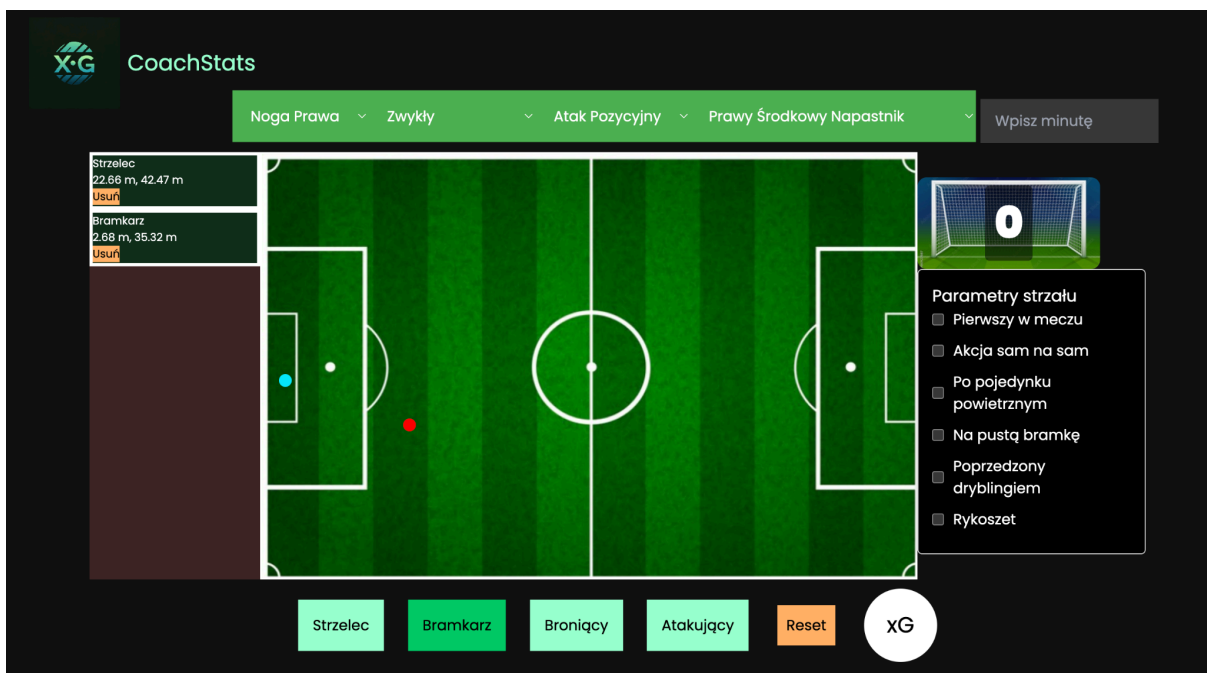 X·G
CoachStats
Noga Prawa
Zwykły
Atak Pozycyjny
Prawy Środkowy Napastnik
Wpisz minutę
Strzelec
22.66 m, 42.47 m
Usuń
Bramkarz
2.68 m, 35.32 m
Usuń
0
Parametry strzału
Pierwszy w meczu
Akcja sam na sam
Po pojedynku
powietrznym
Na pustą bramkę
Poprzedzony
dryblingiem
Rykoszet
Strzelec
Bramkarz
Broniący
Atakujący
Reset
xG